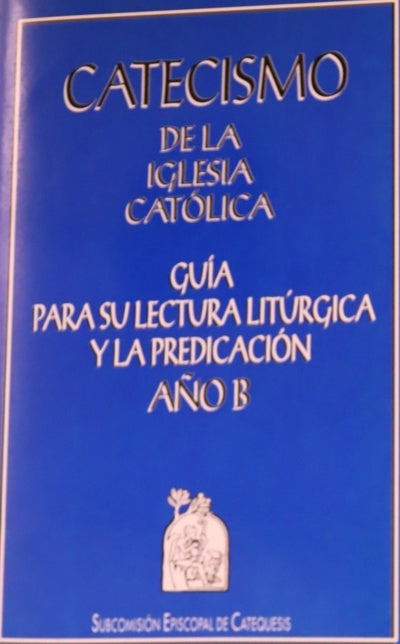 CATECISMO
DE LA
IGLESIA
CATÓLICA
GUÍA
PARA SU LECTURA LITÚRGICA
Y LA PREDICACIÓN
AÑO B
SUBCOMISIÓN EPISCOPAL DE CATEQUESIS